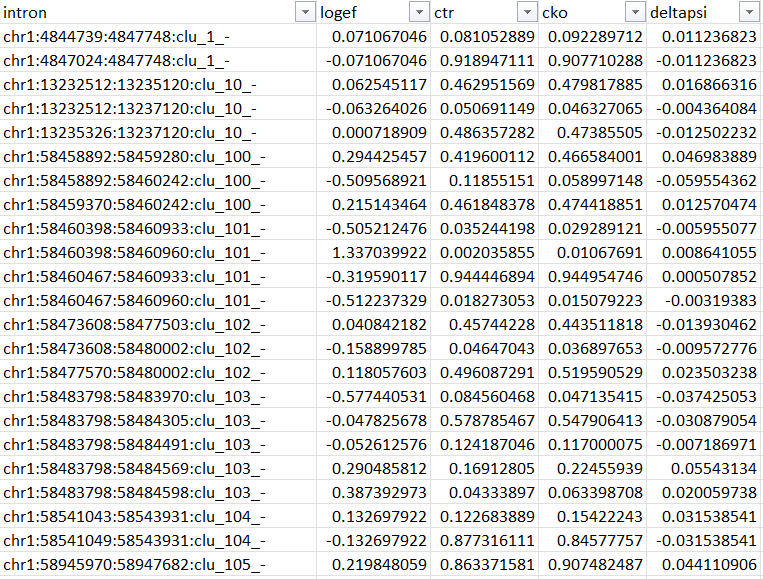 intron logef ctr cko deltapsi
chr1:4844739:4847748:clu_1_- 0.071067046 0.081052889 0.092289712 0.011236823
chr1:4847024:4847748:clu_1_- -0.071067046 0.918947111 0.907710288 -0.011236823
chr1:13232512:13235120:clu_10_- 0.062545117 0.462951569 0.479817885 0.016866316
chr1:13232512:13237120:clu_10_- -0.063264026 0.050691149 0.046327065 -0.004364084
chr1:13235326:13237120:clu_10_- 0.000718909 0.486357282 0.47385505 -0.012502232
chr1:58458892:58459280:clu_100_- 0.294425457 0.419600112 0.466584001 0.046983889
chr1:58458892:58460242:clu_100_- -0.509568921 0.11855151 0.058997148 -0.059554362
chr1:58459370:58460242:clu_100_- 0.215143464 0.461848378 0.474418851 0.012570474
chr1:58460398:58460933:clu_101_- -0.505212476 0.035244198 0.029289121 -0.005955077
chr1:58460398:58460960:clu_101_- 1.337039922 0.002035855 0.01067691 0.008641055
chr1:58460467:58460933:clu_101_- -0.319590117 0.944446894 0.944954746 0.000507852
chr1:58460467:58460960:clu_101_- -0.512237329 0.018273053 0.015079223 -0.00319383
chr1:58473608:58477503:clu_102_- 0.040842182 0.45744228 0.443511818 -0.013930462
chr1:58473608:58480002:clu_102_- -0.158899785 0.04647043 0.036897653 -0.009572776
chr1:58477570:58480002:clu_102_- 0.118057603 0.496087291 0.519590529 0.023503238
chr1:58483798:58483970:clu_103_- -0.577440531 0.084560468 0.047135415 -0.037425053
chr1:58483798:58484305:clu_103_- -0.047825678 0.578785467 0.547906413 -0.030879054
chr1:58483798:58484491:clu_103_- -0.052612576 0.124187046 0.117000075 -0.007186971
chr1:58483798:58484569:clu_103_- 0.290485812 0.16912805 0.22455939 0.05543134
chr1:58483798:58484598:clu_103_- 0.387392973 0.04333897 0.063398708 0.020059738
chr1:58541043:58543931:clu_104_- 0.132697922 0.122683889 0.15422243 0.031538541
chr1:58541049:58543931:clu_104_- -0.132697922 0.877316111 0.84577757 -0.031538541
chr1:58945970:58947682:clu_105_- 0.219848059 0.863371581 0.907482487 0.044110906